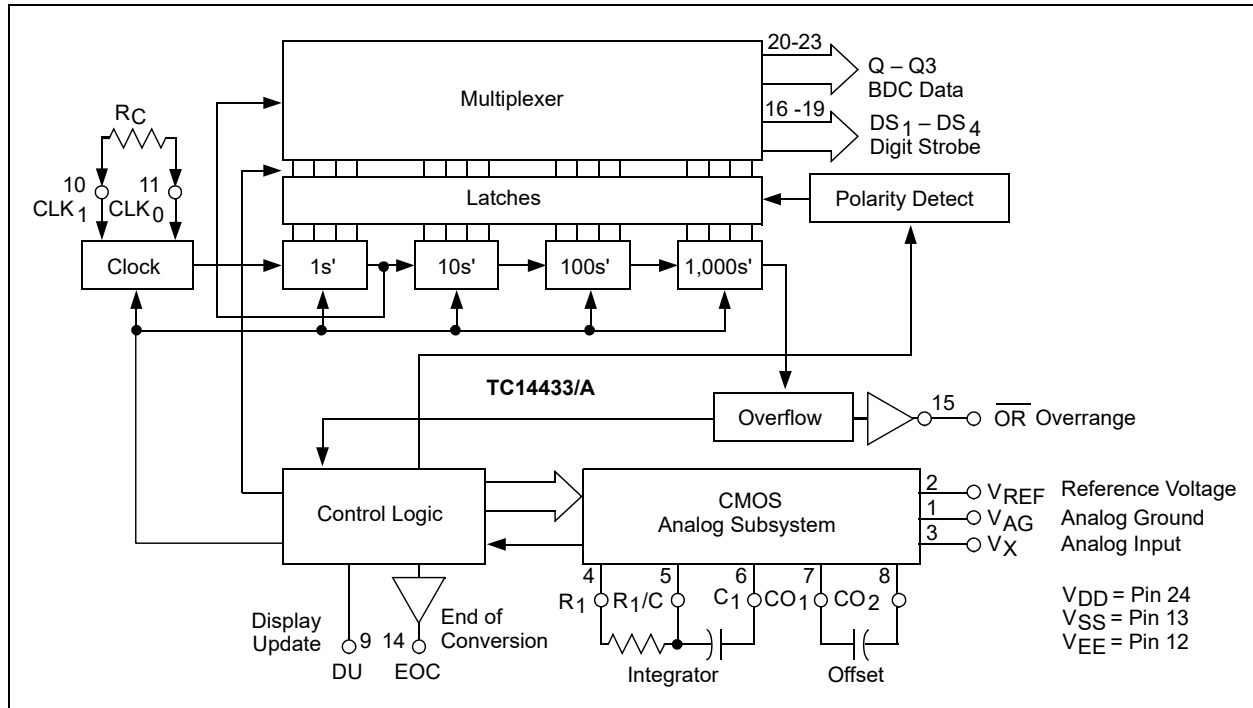 20-23
Q – Q3
BDC Data
Multiplexer
16 -19
DS1 – DS4
Digit Strobe
RC
10
11
CLK1
CLK0
Latches
Polarity Detect
Clock
1s'
10s'
100s'
1,000s'
TC14433/A
Overflow
15
OR Overrange
Control Logic
CMOS
Analog Subsystem
2
VREF Reference Voltage
1
VAG Analog Ground
3
VX Analog Input
4
5
6
7
8
R1
R1/C
C1
CO1
CO2
Display
Update
9
DU
End of
Conversion
14
EOC
Integrator
Offset
VDD = Pin 24
VSS = Pin 13
VEE = Pin 12